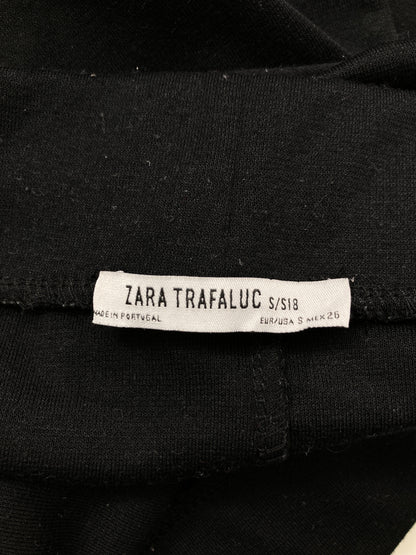 ZARA TRAFALUC S/S18
MADE IN PORTUGAL EUR/USA S MEX 26